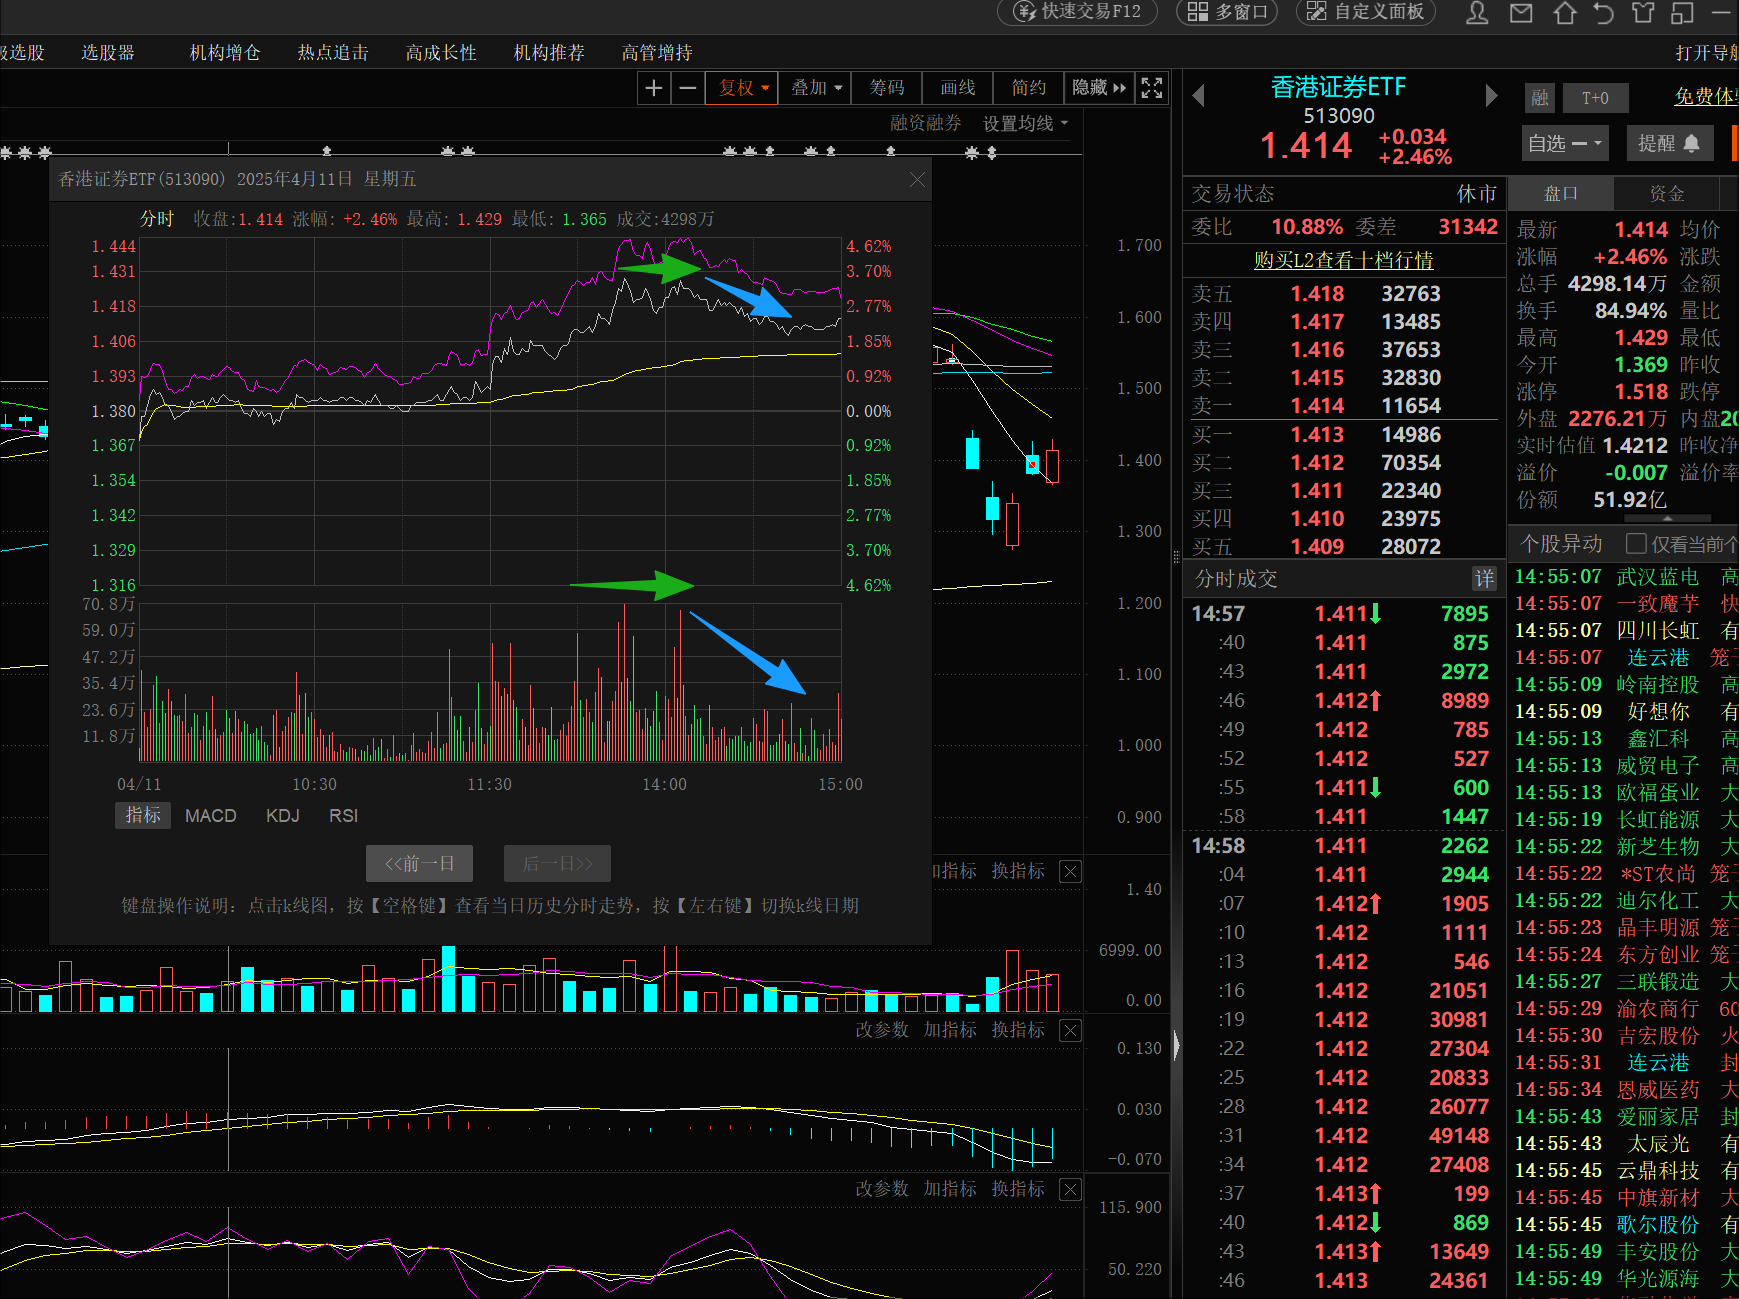 快速交易F12 多窗口 自定义面板
级选股 选股器 机构增仓 热点追击 高成长性 机构推荐 高管增持 打开导航
+ - 复权 叠加 筹码 画线 简约 隐藏
融资融券 设置均线
香港证券ETF(513090) 2025年4月11日 星期五
分时 收盘:1.414 涨幅:+2.46% 最高:1.429 最低:1.365 成交:4298万
1.444 4.62%
1.431 3.70%
1.418 2.77%
1.406 1.85%
1.393 0.92%
1.380 0.00%
1.367 0.92%
1.354 1.85%
1.342 2.77%
1.329 3.70%
1.316 4.62%
70.8万
59.0万
47.2万
35.4万
23.6万
11.8万
04/11 10:30 11:30 14:00 15:00
指标 MACD KDJ RSI
<<前一日 后一日>>
键盘操作说明：点击k线图，按【空格键】查看当日历史分时走势，按【左右键】切换k线日期
1.700
1.600
1.500
1.400
1.300
1.200
1.100
1.000
0.900
加指标 换指标
1.40
6999.00
0.00
改参数 加指标 换指标
0.130
0.030
-0.070
改参数 加指标 换指标
115.900
50.220
香港证券ETF
513090
1.414 +0.034
+2.46%
融 T+0 免费体验
自选 提醒
交易状态 休市
委比 10.88% 委差 31342
购买L2查看十档行情
卖五 1.418 32763
卖四 1.417 13485
卖三 1.416 37653
卖二 1.415 32830
卖一 1.414 11654
买一 1.413 14986
买二 1.412 70354
买三 1.411 22340
买四 1.410 23975
买五 1.409 28072
分时成交 详
14:57 1.411 7895
:40 1.411 875
:43 1.411 2972
:46 1.412 8989
:49 1.412 785
:52 1.412 527
:55 1.411 600
:58 1.411 1447
14:58 1.411 2262
:04 1.411 2944
:07 1.412 1905
:10 1.412 1111
:13 1.412 546
:16 1.412 21051
:19 1.412 30981
:22 1.412 27304
:25 1.412 20833
:28 1.412 26077
:31 1.412 49148
:34 1.412 27408
:37 1.413 199
:40 1.412 869
:43 1.413 13649
:46 1.413 24361
盘口 资金
最新 1.414 均价
涨幅 +2.46% 涨跌
总手 4298.14万 金额
换手 84.94% 量比
最高 1.429 最低
今开 1.369 昨收
涨停 1.518 跌停
外盘 2276.21万 内盘20
实时估值 1.4212 昨收净
溢价 -0.007 溢价率
份额 51.92亿
个股异动 仅看当前个
14:55:07 武汉蓝电 高
14:55:07 一致魔芋 快
14:55:07 四川长虹 有
14:55:07 连云港 笼
14:55:09 岭南控股 高
14:55:09 好想你 有
14:55:13 鑫汇科 高
14:55:13 威贸电子 高
14:55:13 欧福蛋业 大
14:55:19 长虹能源 大
14:55:22 新芝生物 大
14:55:22 *ST农尚 笼
14:55:22 迪尔化工 大
14:55:23 晶丰明源 笼
14:55:24 东方创业 笼
14:55:27 三联锻造 大
14:55:29 渝农商行 60
14:55:30 吉宏股份 火
14:55:31 连云港 封
14:55:34 恩威医药 大
14:55:43 爱丽家居 封
14:55:43 太辰光 有
14:55:45 云鼎科技 有
14:55:45 中旗新材 大
14:55:45 歌尔股份 有
14:55:49 丰安股份 大
14:55:49 华光源海 大